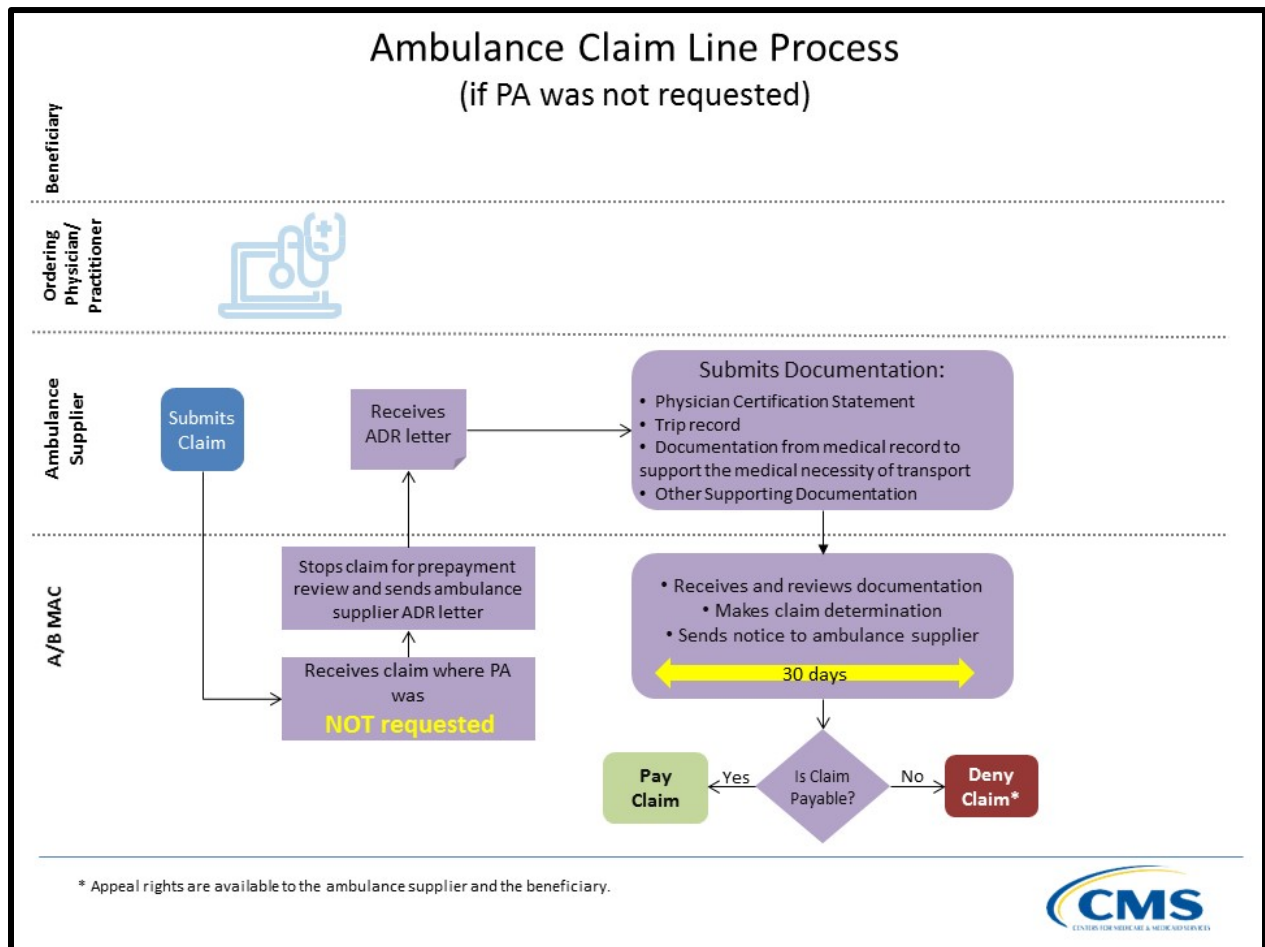 Ambulance Claim Line Process
(if PA was not requested)
Beneficiary
Ordering
Physician/
Practitioner
Ambulance
Supplier
Submits
Claim
Receives
ADR letter
Submits Documentation:
• Physician Certification Statement
• Trip record
• Documentation from medical record to
support the medical necessity of transport
• Other Supporting Documentation
A/B MAC
Stops claim for prepayment
review and sends ambulance
supplier ADR letter
Receives claim where PA
was
NOT requested
• Receives and reviews documentation
• Makes claim determination
• Sends notice to ambulance supplier
30 days
Pay
Claim
Yes
Is Claim
Payable?
No
Deny
Claim*
* Appeal rights are available to the ambulance supplier and the beneficiary.
CMS
CENTERS FOR MEDICARE & MEDICAID SERVICES